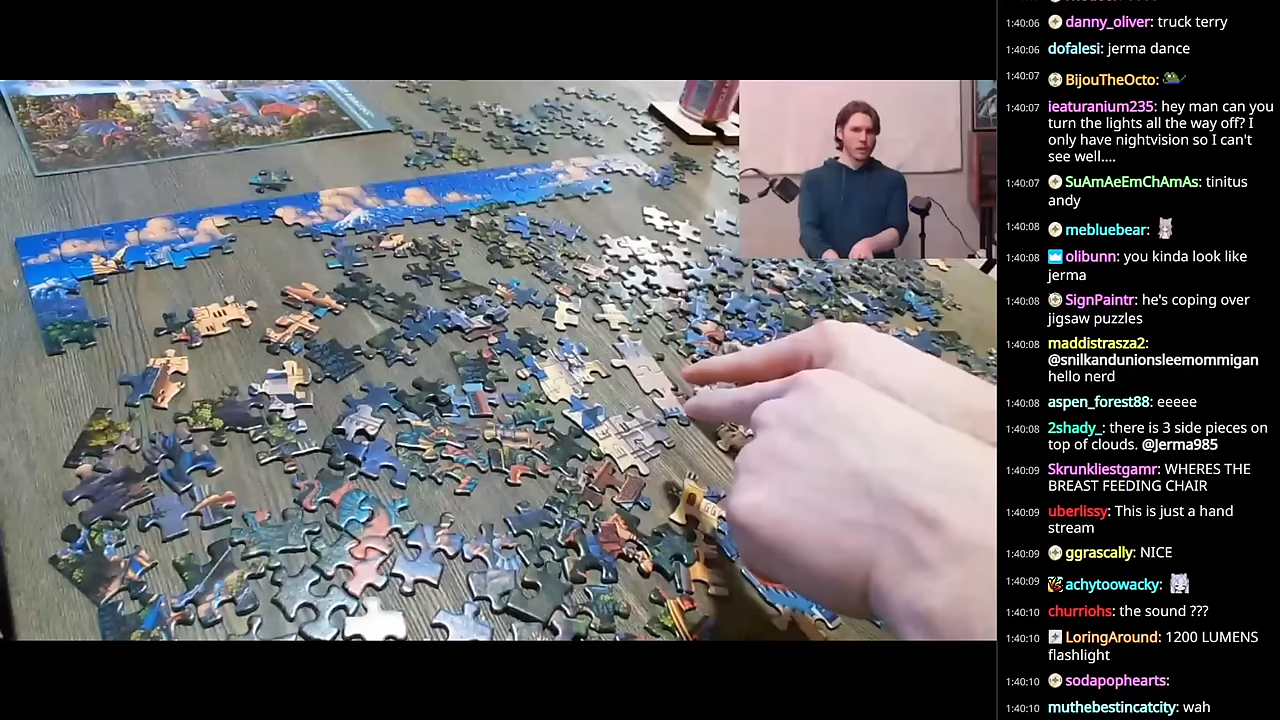 1:40:06 danny_oliver: truck terry
1:40:06 dofalesi: jerma dance
1:40:07 BijouTheOcto:
1:40:07 ieaturanium235: hey man can you
turn the lights all the way off? I
only have nightvision so I can't
see well....
1:40:07 SuAmAeEmChAmAs: tinitus
andy
1:40:08 mebluebear:
1:40:08 olibunn: you kinda look like
jerma
1:40:08 SignPaintr: he's coping over
jigsaw puzzles
1:40:08 maddistrasza2:
@snilkandunionsleemommigan
hello nerd
1:40:08 aspen_forest88: eeeee
1:40:08 2shady_: there is 3 side pieces on
top of clouds. @Jerma985
1:40:09 Skrunkliestgamr: WHERES THE
BREAST FEEDING CHAIR
1:40:09 uberlissy: This is just a hand
stream
1:40:09 ggrascally: NICE
1:40:09 achytoowacky:
1:40:10 churriohs: the sound ???
1:40:10 LoringAround: 1200 LUMENS
flashlight
1:40:10 sodapophearts:
1:40:10 muthebestincatcity: wah